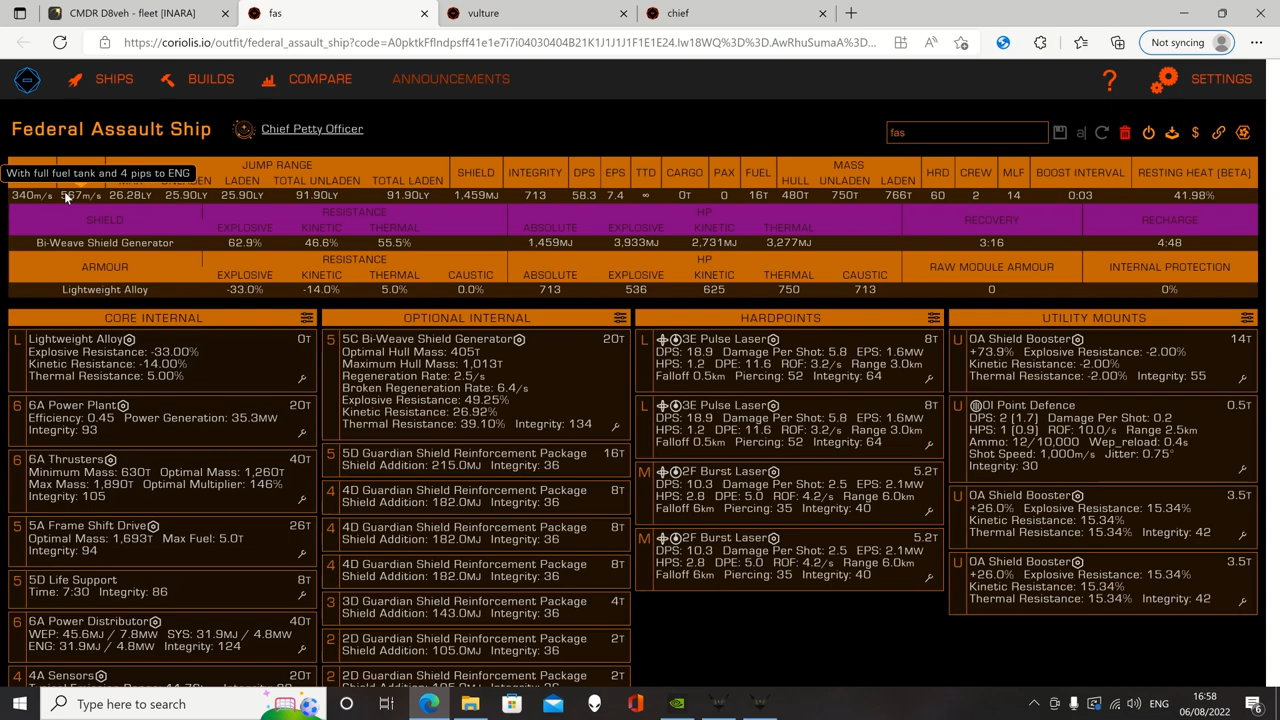 CMDR D8veh - fleet [INARA]
fas
vulture
chief
https://coriolis.io/outfit/federal_assault_ship?code=A0pktkFflndpsff41e1e7i7i04030404B21K1J1J1J1F1E1E24.Iw18WQ%3D%3D.AwRhuSumaA%3D...
Not syncing
SHIPS
BUILDS
COMPARE
ANNOUNCEMENTS
SETTINGS
Federal Assault Ship
Chief Petty Officer
fas
With full fuel tank and 4 pips to ENG
JUMP RANGE
SHIELD INTEGRITY DPS EPS TTD CARGO PAX FUEL
MASS
HRD CREW MLF BOOST INTERVAL RESTING HEAT (BETA)
LADEN TOTAL UNLADEN TOTAL LADEN
HULL UNLADEN LADEN
340m/s 567m/s 26.28LY 25.90LY 25.90LY 91.90LY 91.90LY 1,459MJ 713 58.3 7.4 ∞ 0T 0 16T 480T 750T 766T 60 2 14 0:03 41.98%
SHIELD
RESISTANCE
HP
RECOVERY
RECHARGE
EXPLOSIVE KINETIC THERMAL
ABSOLUTE EXPLOSIVE KINETIC THERMAL
Bi-Weave Shield Generator 62.9% 46.6% 55.5% 1,459MJ 3,933MJ 2,731MJ 3,277MJ 3:16 4:48
ARMOUR
RESISTANCE
HP
RAW MODULE ARMOUR
INTERNAL PROTECTION
EXPLOSIVE KINETIC THERMAL CAUSTIC
ABSOLUTE EXPLOSIVE KINETIC THERMAL CAUSTIC
Lightweight Alloy -33.0% -14.0% 5.0% 0.0% 713 536 625 750 713 0 0%
CORE INTERNAL
L Lightweight Alloy 0T
Explosive Resistance: -33.00%
Kinetic Resistance: -14.00%
Thermal Resistance: 5.00%
6 6A Power Plant 20T
Efficiency: 0.45 Power Generation: 35.3MW
Integrity: 93
6 6A Thrusters 40T
Minimum Mass: 630T Optimal Mass: 1,260T
Max Mass: 1,890T Optimal Multiplier: 146%
Integrity: 105
5 5A Frame Shift Drive 26T
Optimal Mass: 1,693T Max Fuel: 5.0T
Integrity: 94
5 5D Life Support 8T
Time: 7:30 Integrity: 86
6 6A Power Distributor 40T
WEP: 45.6MJ / 7.8MW SYS: 31.9MJ / 4.8MW
ENG: 31.9MJ / 4.8MW Integrity: 124
4 4A Sensors 20T
OPTIONAL INTERNAL
5 5C Bi-Weave Shield Generator 20T
Optimal Hull Mass: 405T
Maximum Hull Mass: 1,013T
Regeneration Rate: 2.5/s
Broken Regeneration Rate: 6.4/s
Explosive Resistance: 49.25%
Kinetic Resistance: 26.92%
Thermal Resistance: 39.10% Integrity: 134
5 5D Guardian Shield Reinforcement Package 16T
Shield Addition: 215.0MJ Integrity: 36
4 4D Guardian Shield Reinforcement Package 8T
Shield Addition: 182.0MJ Integrity: 36
4 4D Guardian Shield Reinforcement Package 8T
Shield Addition: 182.0MJ Integrity: 36
4 4D Guardian Shield Reinforcement Package 8T
Shield Addition: 182.0MJ Integrity: 36
3 3D Guardian Shield Reinforcement Package 4T
Shield Addition: 143.0MJ Integrity: 36
2 2D Guardian Shield Reinforcement Package 2T
Shield Addition: 105.0MJ Integrity: 36
2 2D Guardian Shield Reinforcement Package 2T
HARDPOINTS
L 3E Pulse Laser 8T
DPS: 18.9 Damage Per Shot: 5.8 EPS: 1.6MW
HPS: 1.2 DPE: 11.6 ROF: 3.2/s Range 3.0km
Falloff 0.5km Piercing: 52 Integrity: 64
L 3E Pulse Laser 8T
DPS: 18.9 Damage Per Shot: 5.8 EPS: 1.6MW
HPS: 1.2 DPE: 11.6 ROF: 3.2/s Range 3.0km
Falloff 0.5km Piercing: 52 Integrity: 64
M 2F Burst Laser 5.2T
DPS: 10.3 Damage Per Shot: 2.5 EPS: 2.1MW
HPS: 2.8 DPE: 5.0 ROF: 4.2/s Range 6.0km
Falloff 6km Piercing: 35 Integrity: 40
M 2F Burst Laser 5.2T
DPS: 10.3 Damage Per Shot: 2.5 EPS: 2.1MW
HPS: 2.8 DPE: 5.0 ROF: 4.2/s Range 6.0km
Falloff 6km Piercing: 35 Integrity: 40
UTILITY MOUNTS
U 0A Shield Booster 14T
+73.9% Explosive Resistance: -2.00%
Kinetic Resistance: -2.00%
Thermal Resistance: -2.00% Integrity: 55
U 0I Point Defence 0.5T
DPS: 2 [1.7] Damage Per Shot: 0.2
HPS: 1 [0.9] ROF: 10.0/s Range 2.5km
Ammo: 12/10,000 Wep_reload: 0.4s
Shot Speed: 1,000m/s Jitter: 0.75°
Integrity: 30
U 0A Shield Booster 3.5T
+26.0% Explosive Resistance: 15.34%
Kinetic Resistance: 15.34%
Thermal Resistance: 15.34% Integrity: 42
U 0A Shield Booster 3.5T
+26.0% Explosive Resistance: 15.34%
Kinetic Resistance: 15.34%
Thermal Resistance: 15.34% Integrity: 42
Type here to search
ENG
16:58
06/08/2022